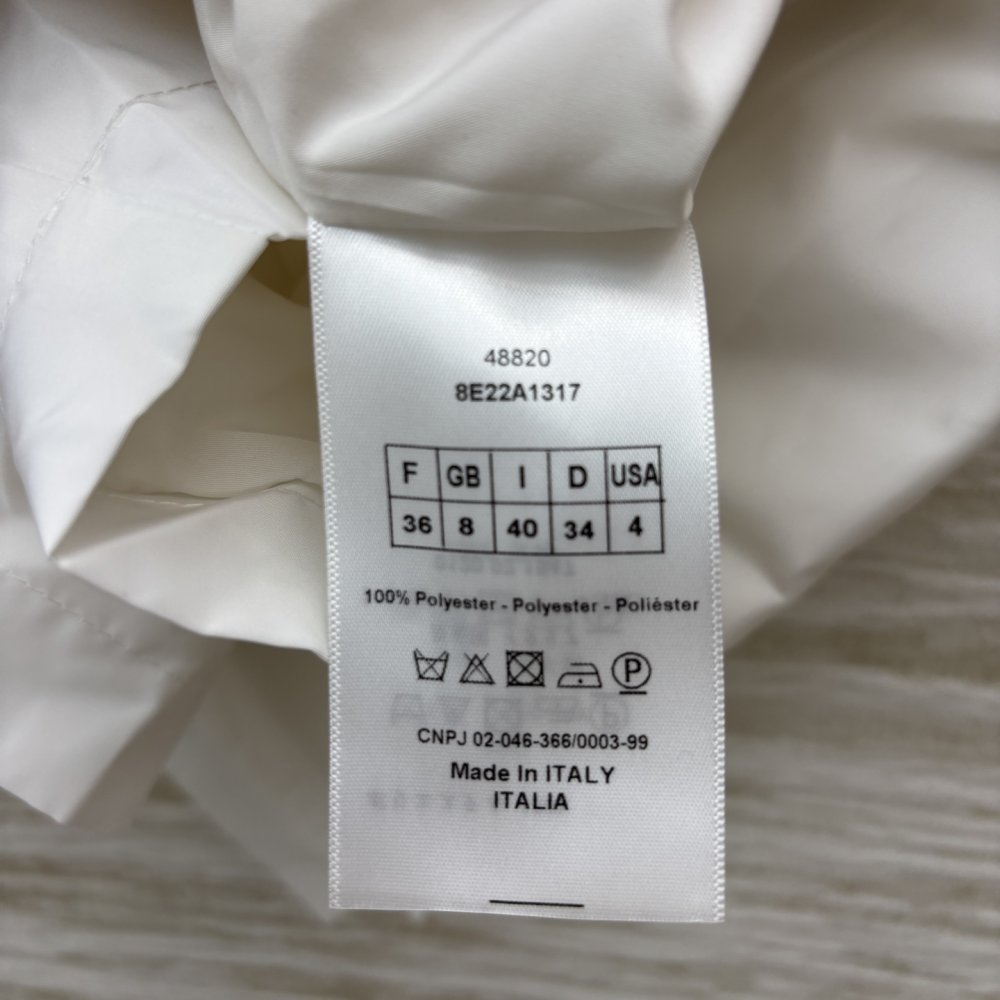 48820
8E22A1317
F GB I D USA
36 8 40 34 4
100% Polyester - Polyester - Poliéster
P
CNPJ 02-046-366/0003-99
Made In ITALY
ITALIA